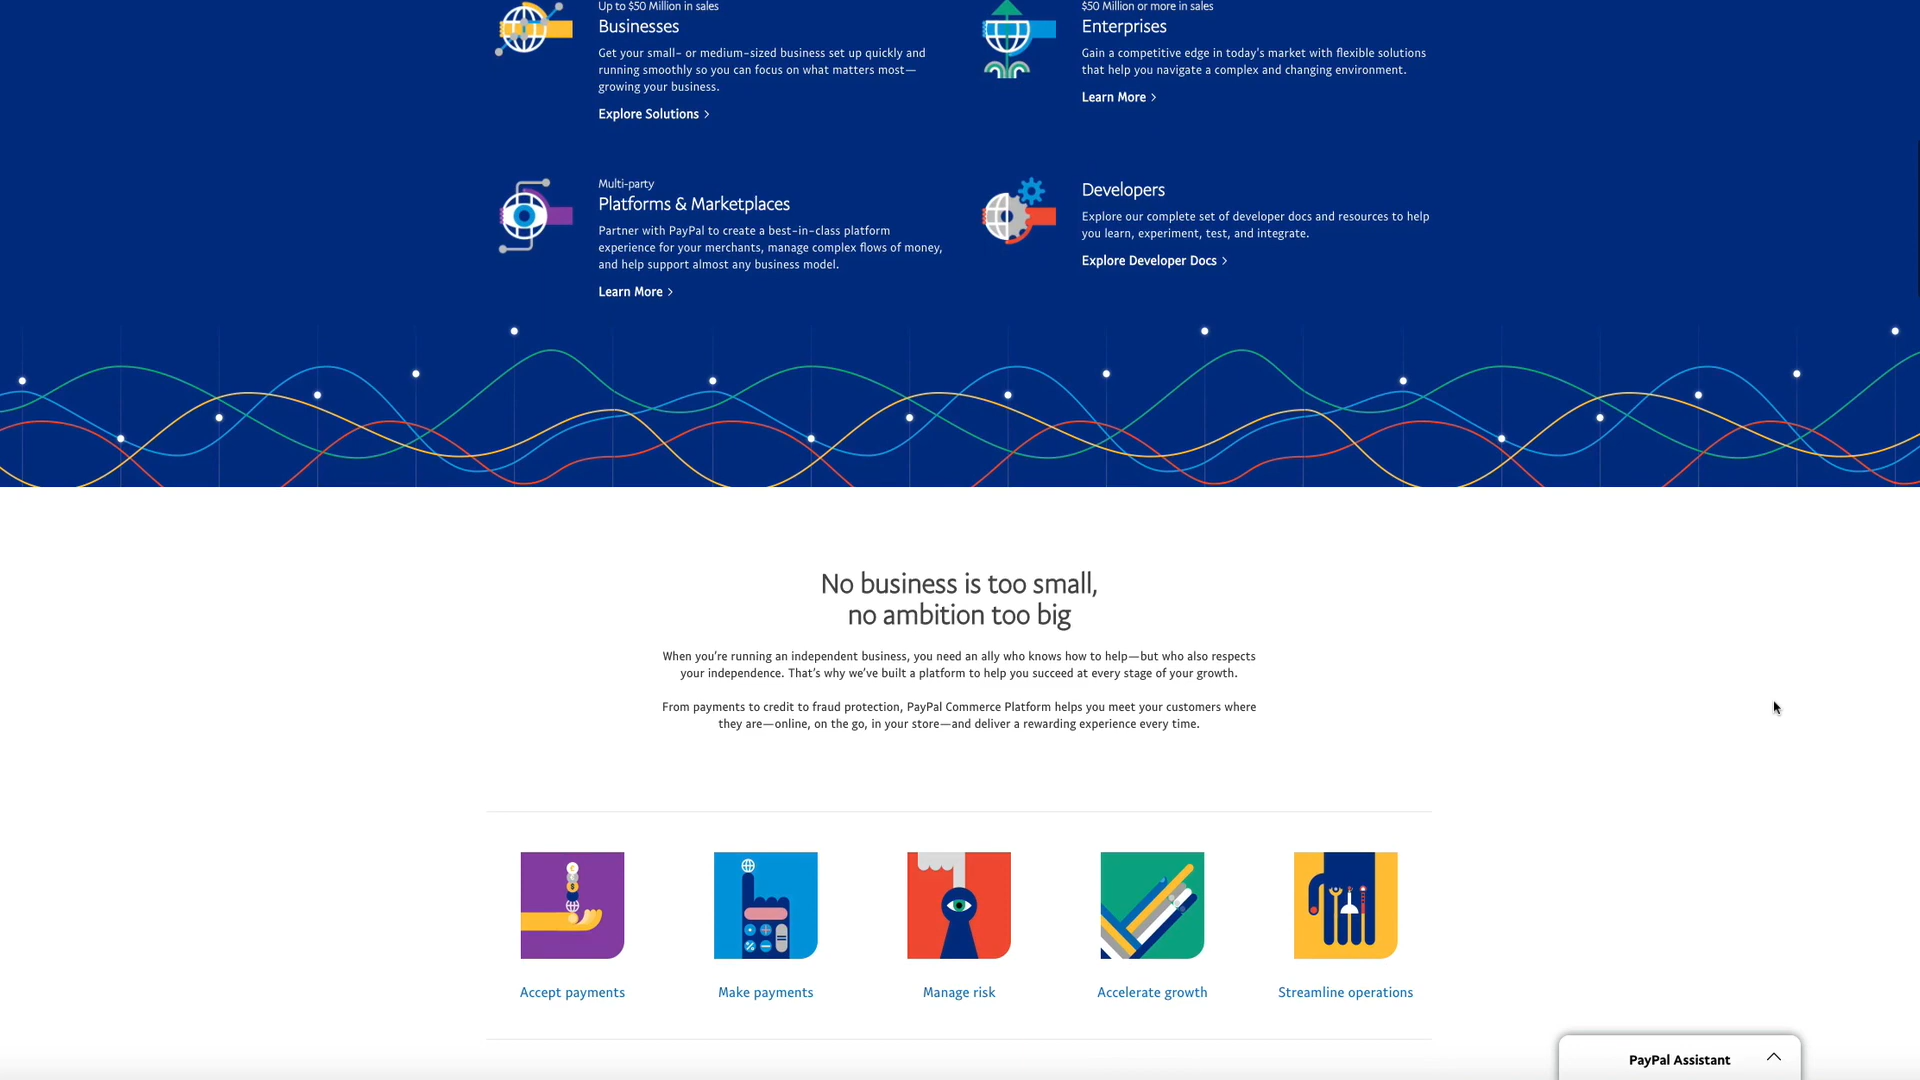 Up to $50 Million in sales
Businesses
Get your small- or medium-sized business set up quickly and
running smoothly so you can focus on what matters most—
growing your business.
Explore Solutions
$50 Million or more in sales
Enterprises
Gain a competitive edge in today's market with flexible solutions
that help you navigate a complex and changing environment.
Learn More
Multi-party
Platforms & Marketplaces
Partner with PayPal to create a best-in-class platform
experience for your merchants, manage complex flows of money,
and help support almost any business model.
Learn More
Developers
Explore our complete set of developer docs and resources to help
you learn, experiment, test, and integrate.
Explore Developer Docs
No business is too small,
no ambition too big
When you're running an independent business, you need an ally who knows how to help—but who also respects
your independence. That's why we've built a platform to help you succeed at every stage of your growth.
From payments to credit to fraud protection, PayPal Commerce Platform helps you meet your customers where
they are—online, on the go, in your store—and deliver a rewarding experience every time.
Accept payments
Make payments
Manage risk
Accelerate growth
Streamline operations
PayPal Assistant